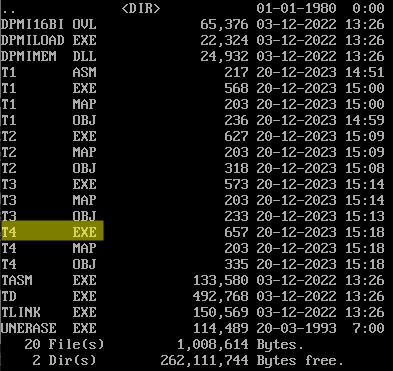 ..              <DIR>            01-01-1980  0:00
DPMI16BI OVL            65,376 03-12-2022 13:26
DPMILOAD EXE            22,324 03-12-2022 13:26
DPMIMEM  DLL            24,932 03-12-2022 13:26
T1       ASM               217 20-12-2023 14:51
T1       EXE               568 20-12-2023 15:00
T1       MAP               203 20-12-2023 15:00
T1       OBJ               236 20-12-2023 14:59
T2       EXE               627 20-12-2023 15:09
T2       MAP               203 20-12-2023 15:09
T2       OBJ               318 20-12-2023 15:08
T3       EXE               573 20-12-2023 15:14
T3       MAP               203 20-12-2023 15:14
T3       OBJ               233 20-12-2023 15:13
T4       EXE               657 20-12-2023 15:18
T4       MAP               203 20-12-2023 15:18
T4       OBJ               335 20-12-2023 15:18
TASM     EXE           133,580 03-12-2022 13:26
TD       EXE           492,768 03-12-2022 13:26
TLINK    EXE           150,569 03-12-2022 13:26
UNERASE  EXE           114,489 20-03-1993  7:00
   20 File(s)        1,008,614 Bytes.
    2 Dir(s)       262,111,744 Bytes free.